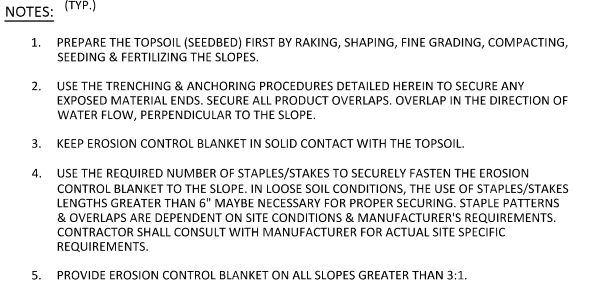 (TYP.)
NOTES:
1. PREPARE THE TOPSOIL (SEEDBED) FIRST BY RAKING, SHAPING, FINE GRADING, COMPACTING,
SEEDING & FERTILIZING THE SLOPES.
2. USE THE TRENCHING & ANCHORING PROCEDURES DETAILED HEREIN TO SECURE ANY
EXPOSED MATERIAL ENDS. SECURE ALL PRODUCT OVERLAPS. OVERLAP IN THE DIRECTION OF
WATER FLOW, PERPENDICULAR TO THE SLOPE.
3. KEEP EROSION CONTROL BLANKET IN SOLID CONTACT WITH THE TOPSOIL.
4. USE THE REQUIRED NUMBER OF STAPLES/STAKES TO SECURELY FASTEN THE EROSION
CONTROL BLANKET TO THE SLOPE. IN LOOSE SOIL CONDITIONS, THE USE OF STAPLES/STAKES
LENGTHS GREATER THAN 6" MAYBE NECESSARY FOR PROPER SECURING. STAPLE PATTERNS
& OVERLAPS ARE DEPENDENT ON SITE CONDITIONS & MANUFACTURER'S REQUIREMENTS.
CONTRACTOR SHALL CONSULT WITH MANUFACTURER FOR ACTUAL SITE SPECIFIC
REQUIREMENTS.
5. PROVIDE EROSION CONTROL BLANKET ON ALL SLOPES GREATER THAN 3:1.